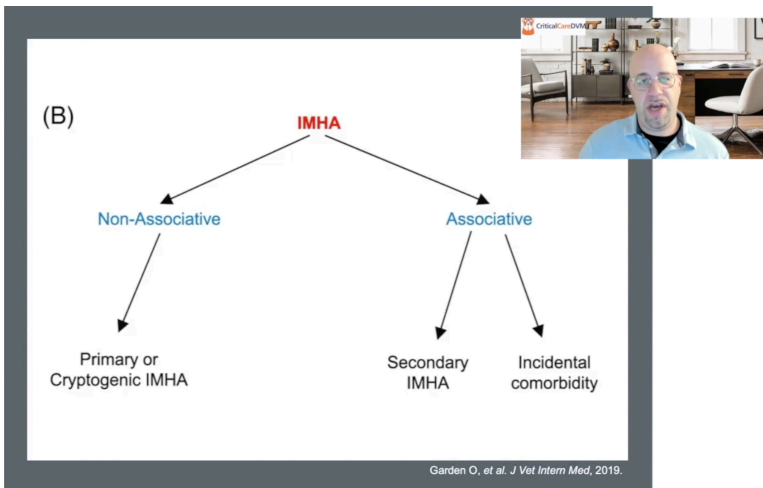 CriticalCareDVM
(B)
IMHA
Non-Associative
Associative
Primary or
Cryptogenic IMHA
Secondary
IMHA
Incidental
comorbidity
Garden O, et al. J Vet Intern Med, 2019.